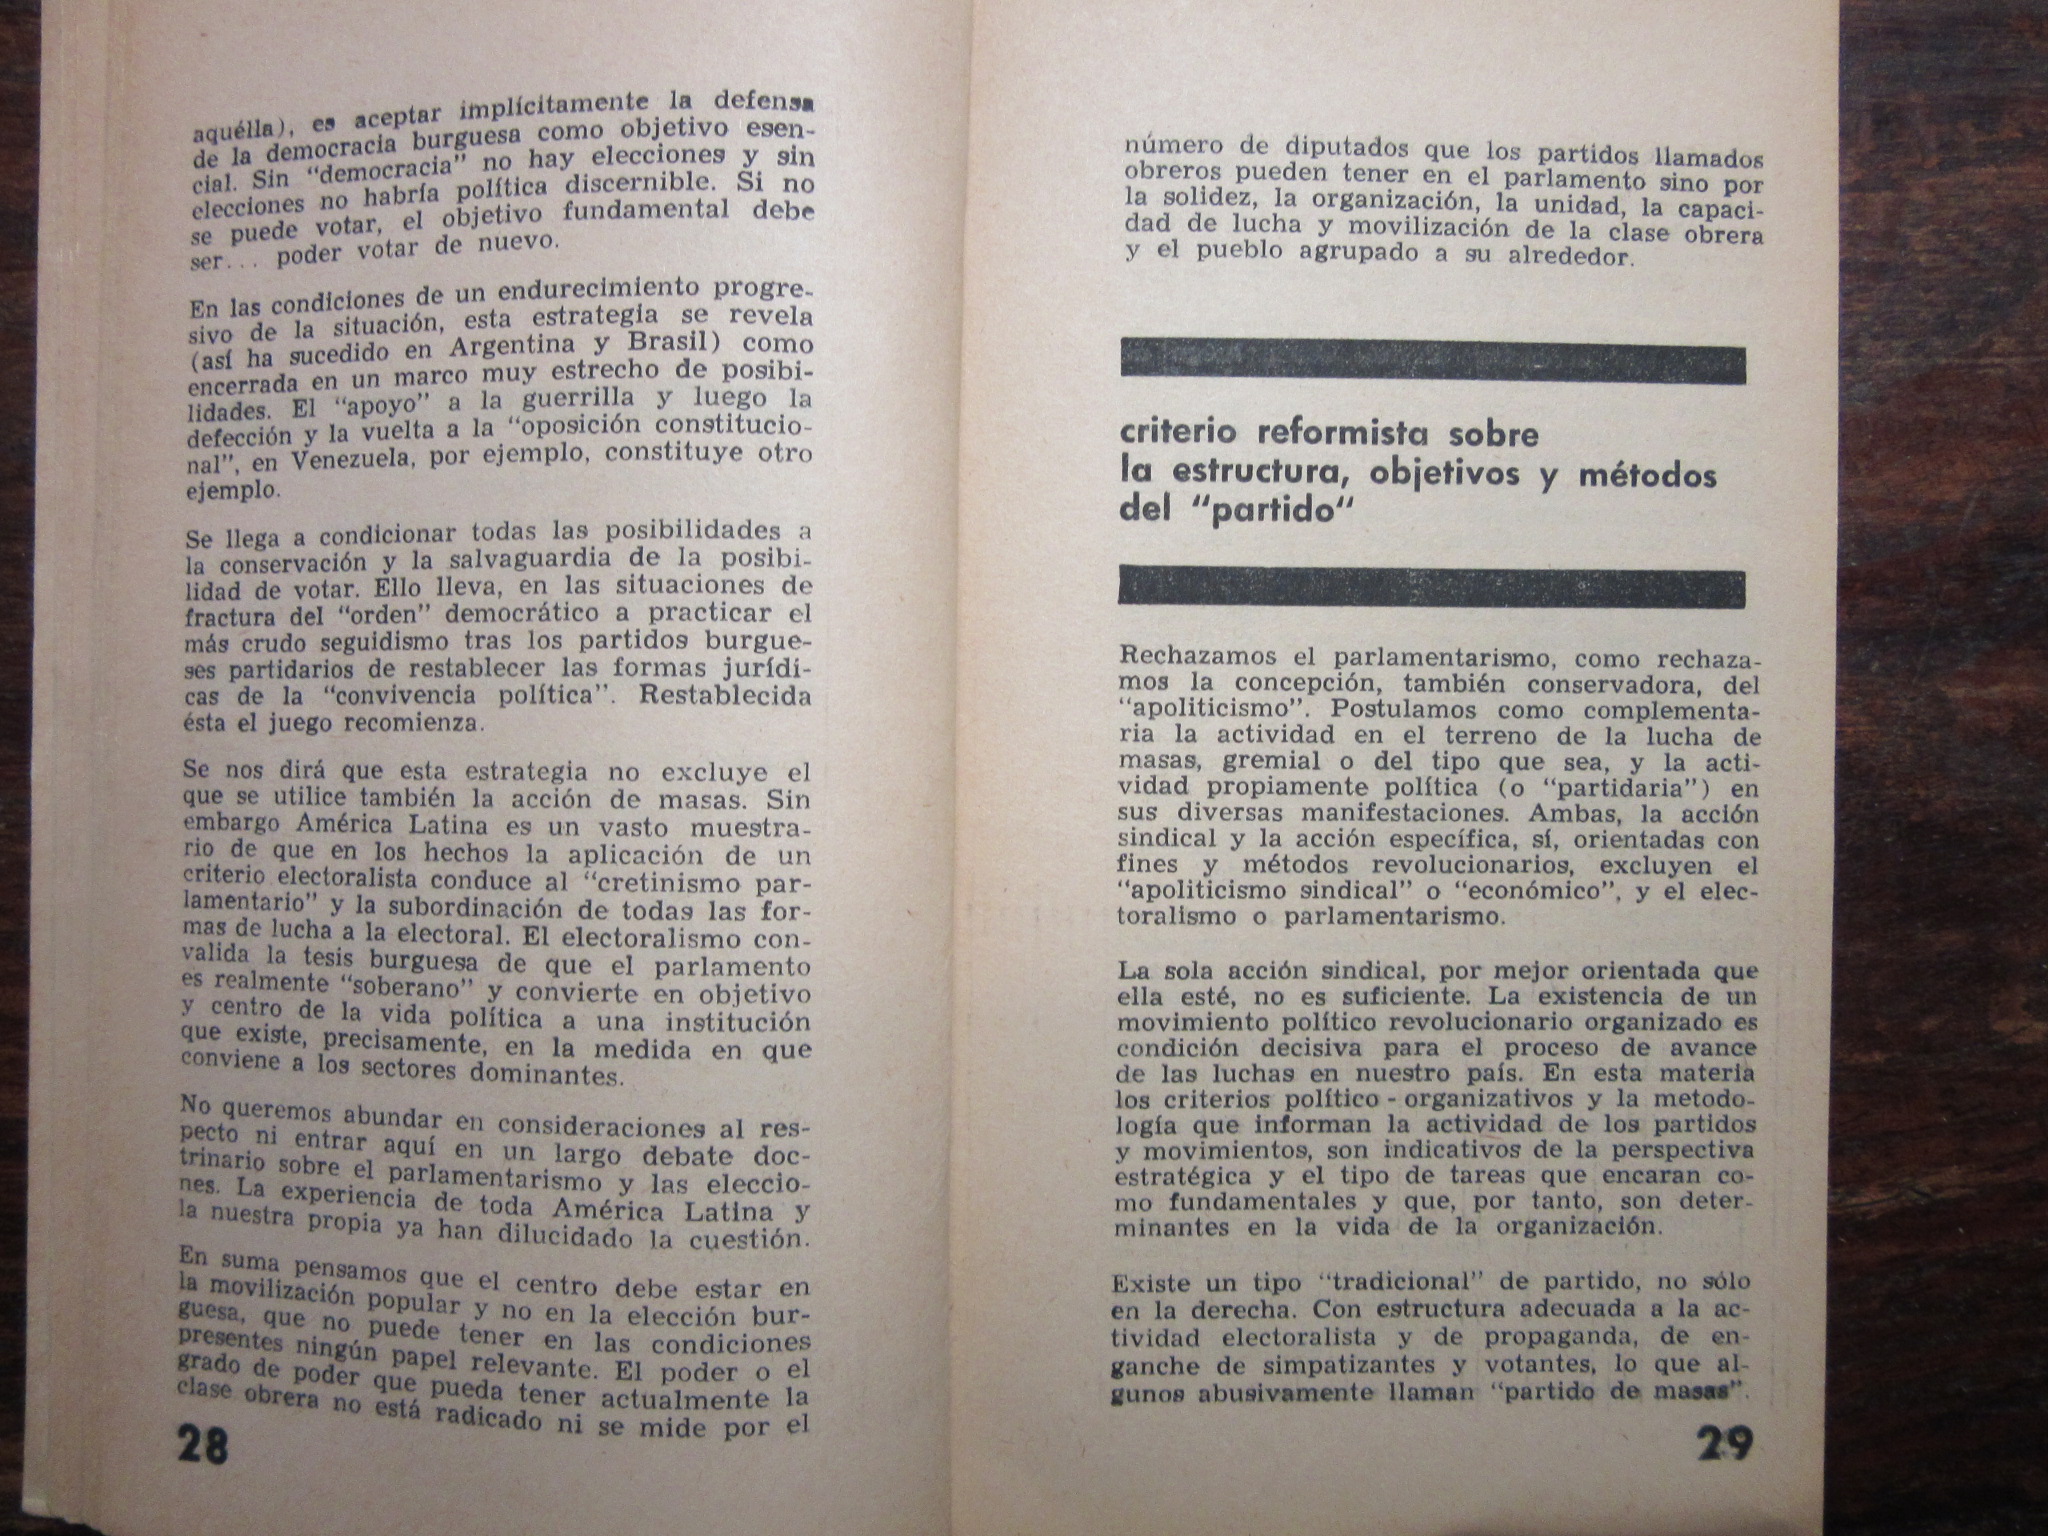 aquélla), es aceptar implícitamente la defensa
de la democracia burguesa como objetivo esen-
cial. Sin "democracia" no hay elecciones y sin
elecciones no habría política discernible. Si no
se puede votar, el objetivo fundamental debe
ser... poder votar de nuevo.
En las condiciones de un endurecimiento progre-
sivo de la situación, esta estrategia se revela
(así ha sucedido en Argentina y Brasil) como
encerrada en un marco muy estrecho de posibi-
lidades. El "apoyo" a la guerrilla y luego la
defección y la vuelta a la "oposición constitucio-
nal", en Venezuela, por ejemplo, constituye otro
ejemplo.
Se llega a condicionar todas las posibilidades a
la conservación y la salvaguardia de la posibi-
lidad de votar. Ello lleva, en las situaciones de
fractura del "orden" democrático a practicar el
más crudo seguidismo tras los partidos burgue-
ses partidarios de restablecer las formas jurídi-
cas de la "convivencia política". Restablecida
ésta el juego recomienza.
Se nos dirá que esta estrategia no excluye el
que se utilice también la acción de masas. Sin
embargo América Latina es un vasto muestra-
rio de que en los hechos la aplicación de un
criterio electoralista conduce al "cretinismo par-
lamentario" y la subordinación de todas las for-
mas de lucha a la electoral. El electoralismo con-
valida la tesis burguesa de que el parlamento
es realmente "soberano" y convierte en objetivo
y centro de la vida política a una institución
que existe, precisamente, en la medida en que
conviene a los sectores dominantes.
No queremos abundar en consideraciones al res-
pecto ni entrar aquí en un largo debate doc-
trinario sobre el parlamentarismo y las eleccio-
nes. La experiencia de toda América Latina y
la nuestra propia ya han dilucidado la cuestión.
En suma pensamos que el centro debe estar en
la movilización popular y no en la elección bur-
guesa, que no puede tener en las condiciones
presentes ningún papel relevante. El poder o el
grado de poder que pueda tener actualmente la
clase obrera no está radicado ni se mide por el
28
número de diputados que los partidos llamados
obreros pueden tener en el parlamento sino por
la solidez, la organización, la unidad, la capaci-
dad de lucha y movilización de la clase obrera
y el pueblo agrupado a su alrededor.
criterio reformista sobre
la estructura, objetivos y métodos
del "partido"
Rechazamos el parlamentarismo, como rechaza-
mos la concepción, también conservadora, del
"apoliticismo". Postulamos como complementa-
ria la actividad en el terreno de la lucha de
masas, gremial o del tipo que sea, y la acti-
vidad propiamente política (o "partidaria") en
sus diversas manifestaciones. Ambas, la acción
sindical y la acción específica, sí, orientadas con
fines y métodos revolucionarios, excluyen el
"apoliticismo sindical" o "económico", y el elec-
toralismo o parlamentarismo.
La sola acción sindical, por mejor orientada que
ella esté, no es suficiente. La existencia de un
movimiento político revolucionario organizado es
condición decisiva para el proceso de avance
de las luchas en nuestro país. En esta materia
los criterios político - organizativos y la metodo-
logía que informan la actividad de los partidos
y movimientos, son indicativos de la perspectiva
estratégica y el tipo de tareas que encaran co-
mo fundamentales y que, por tanto, son deter-
minantes en la vida de la organización.
Existe un tipo "tradicional" de partido, no sólo
en la derecha. Con estructura adecuada a la ac-
tividad electoralista y de propaganda, de en-
ganche de simpatizantes y votantes, lo que al-
gunos abusivamente llaman "partido de masas".
29